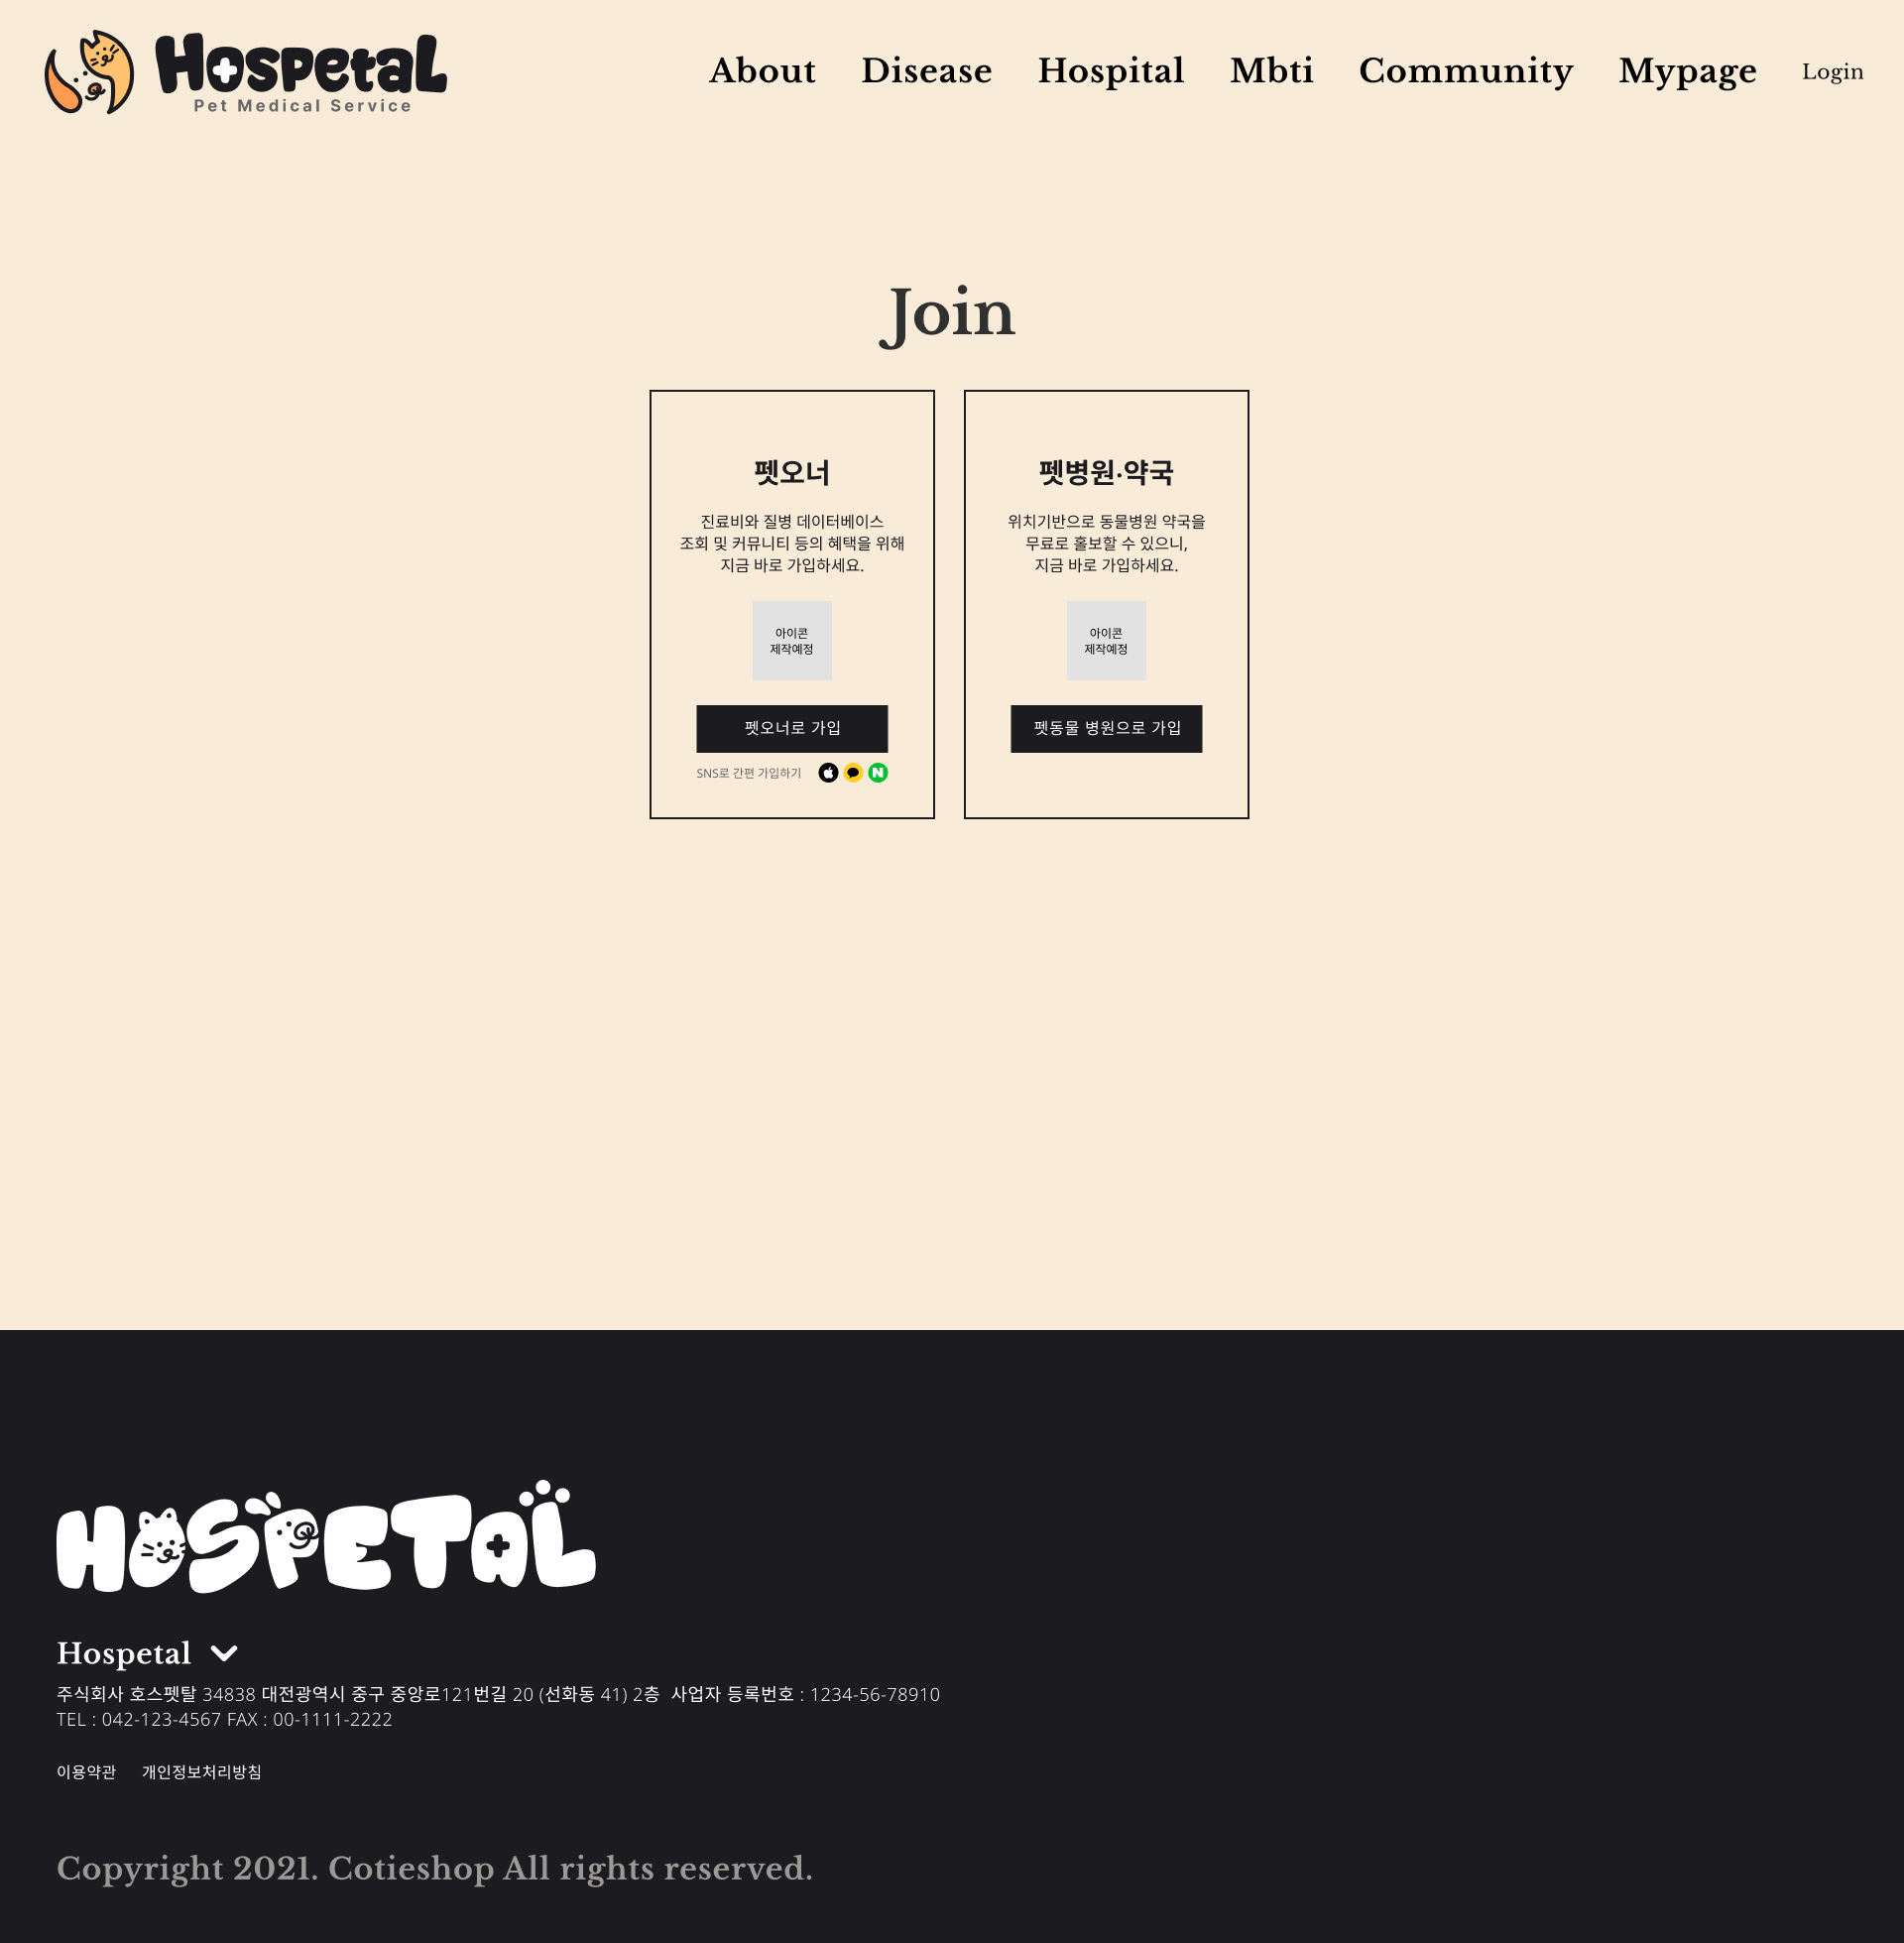 HospetaL
Pet Medical Service
About Disease Hospital Mbti Community Mypage Login
Join
펫오너
진료비와 질병 데이터베이스
조회 및 커뮤니티 등의 혜택을 위해
지금 바로 가입하세요.
아이콘
제작예정
펫오너로 가입
SNS로 간편 가입하기
N
펫병원·약국
위치기반으로 동물병원 약국을
무료로 홀보할 수 있으니,
지금 바로 가입하세요.
아이콘
제작예정
펫동물 병원으로 가입
HOSPETAL
Hospetal
주식회사 호스펫탈 34838 대전광역시 중구 중앙로121번길 20 (선화동 41) 2층 사업자 등록번호 : 1234-56-78910
TEL : 042-123-4567 FAX : 00-1111-2222
이용약관 개인정보처리방침
Copyright 2021. Cotieshop All rights reserved.